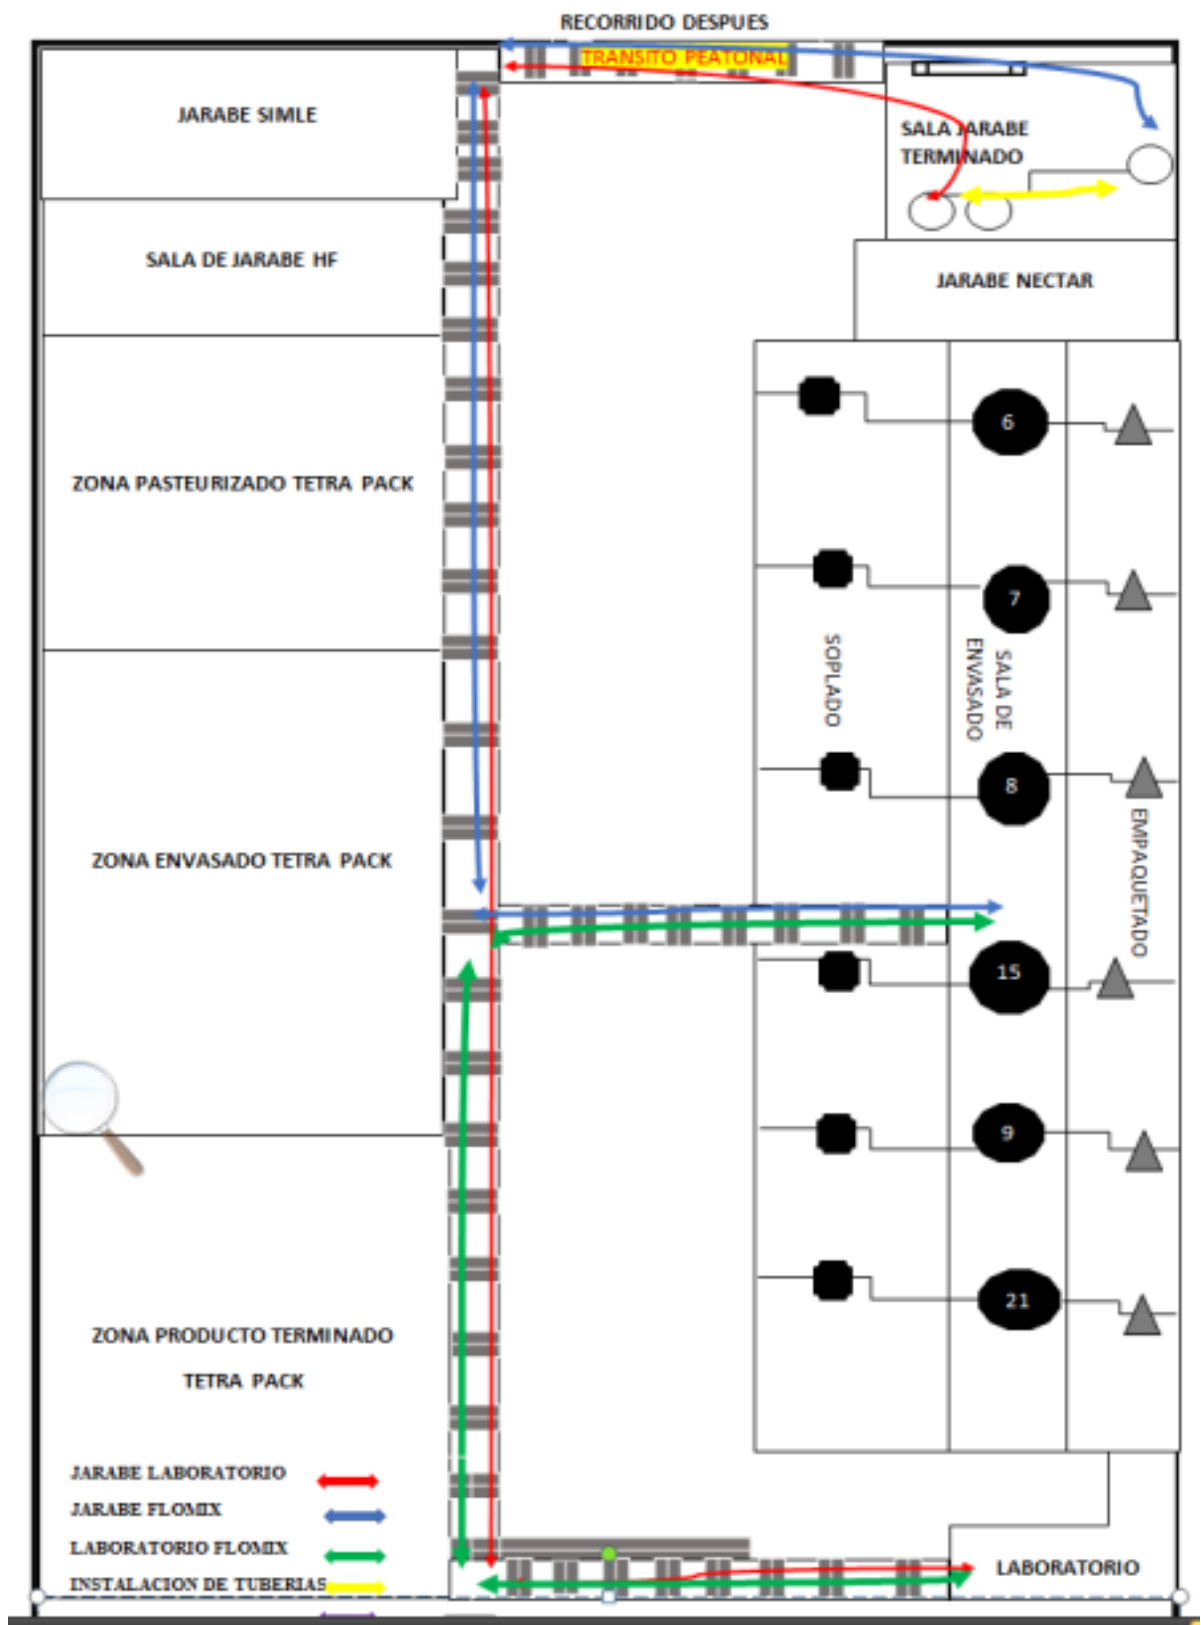 RECORRIDO DESPUES
TRANSITO PEATONAL
JARABE SIMLE
SALA JARABE
TERMINADO
SALA DE JARABE HF
JARABE NECTAR
6
ZONA PASTEURIZADO TETRA PACK
7
SOPLADO
SALA DE
ENVASADO
8
EMPAQUETADO
ZONA ENVASADO TETRA PACK
15
9
21
ZONA PRODUCTO TERMINADO
TETRA PACK
JARABE LABORATORIO
JARABE FLOMIX
LABORATORIO FLOMIX
INSTALACION DE TUBERIAS
LABORATORIO